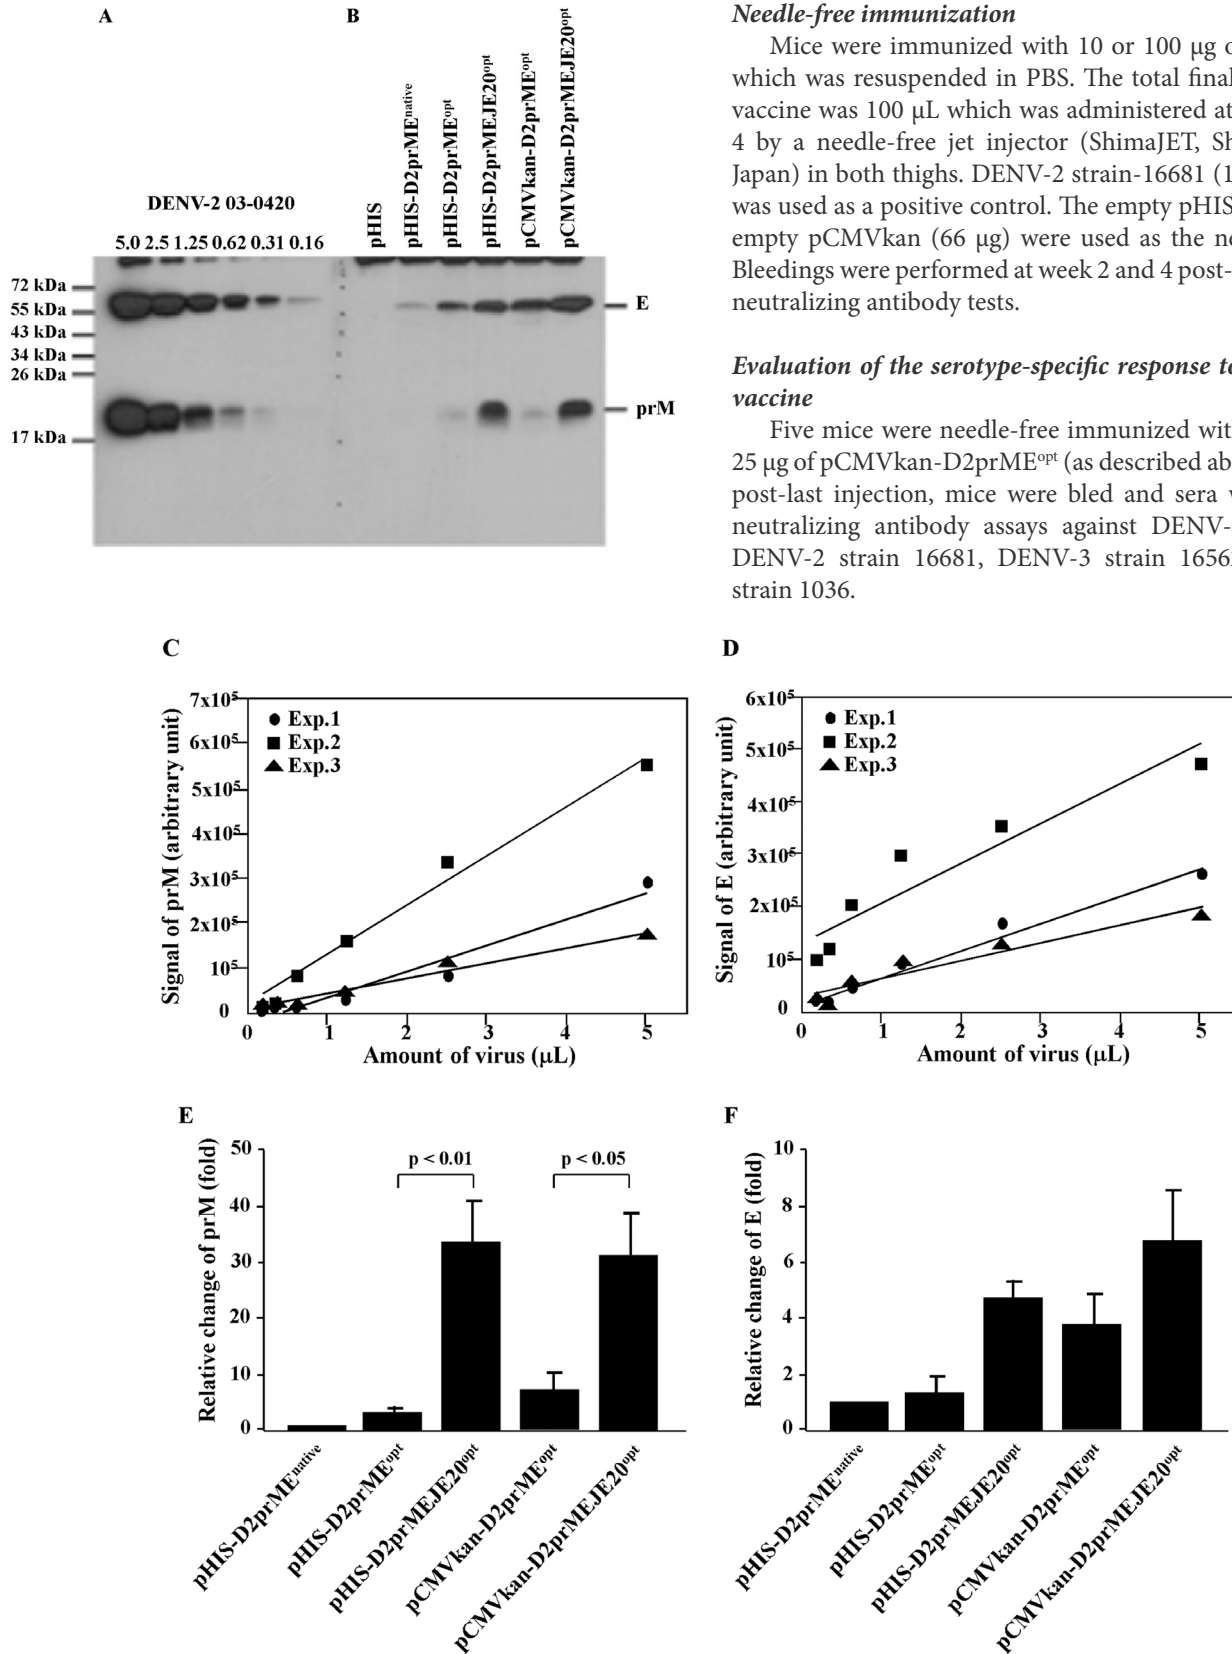 A
B
pHIS
pHIS-D2prMEnative
pHIS-D2prMEopt
pHIS-D2prMEJE20opt
pCMVkan-D2prMEopt
pCMVkan-D2prMEJE20opt
DENV-2 03-0420
5.0 2.5 1.25 0.62 0.31 0.16
72 kDa
55 kDa
43 kDa
34 kDa
26 kDa
17 kDa
E
prM
Needle-free immunization
Mice were immunized with 10 or 100 µg o
which was resuspended in PBS. The total final
vaccine was 100 µL which was administered at
4 by a needle-free jet injector (ShimaJET, Sh
Japan) in both thighs. DENV-2 strain-16681 (1
was used as a positive control. The empty pHIS
empty pCMVkan (66 µg) were used as the ne
Bleedings were performed at week 2 and 4 post-
neutralizing antibody tests.
Evaluation of the serotype-specific response to
vaccine
Five mice were needle-free immunized wit
25 µg of pCMVkan-D2prMEopt (as described ab
post-last injection, mice were bled and sera
neutralizing antibody assays against DENV-
DENV-2 strain 16681, DENV-3 strain 1656
strain 1036.
C
Signal of prM (arbitrary unit)
7x10⁵
6x10⁵
5x10⁵
4x10⁵
3x10⁵
2x10⁵
10⁵
0
Exp.1
Exp.2
Exp.3
0 1 2 3 4 5
Amount of virus (µL)
D
Signal of E (arbitrary unit)
6x10⁵
5x10⁵
4x10⁵
3x10⁵
2x10⁵
10⁵
0
Exp.1
Exp.2
Exp.3
0 1 2 3 4 5
Amount of virus (µL)
E
Relative change of prM (fold)
50
40
30
20
10
0
p < 0.01
p < 0.05
pHIS-D2prMEnative
pHIS-D2prMEopt
pHIS-D2prMEJE20opt
pCMVkan-D2prMEopt
pCMVkan-D2prMEJE20opt
F
Relative change of E (fold)
10
8
6
4
2
0
pHIS-D2prMEnative
pHIS-D2prMEopt
pHIS-D2prMEJE20opt
pCMVkan-D2prMEopt
pCMVkan-D2prMEJE20opt